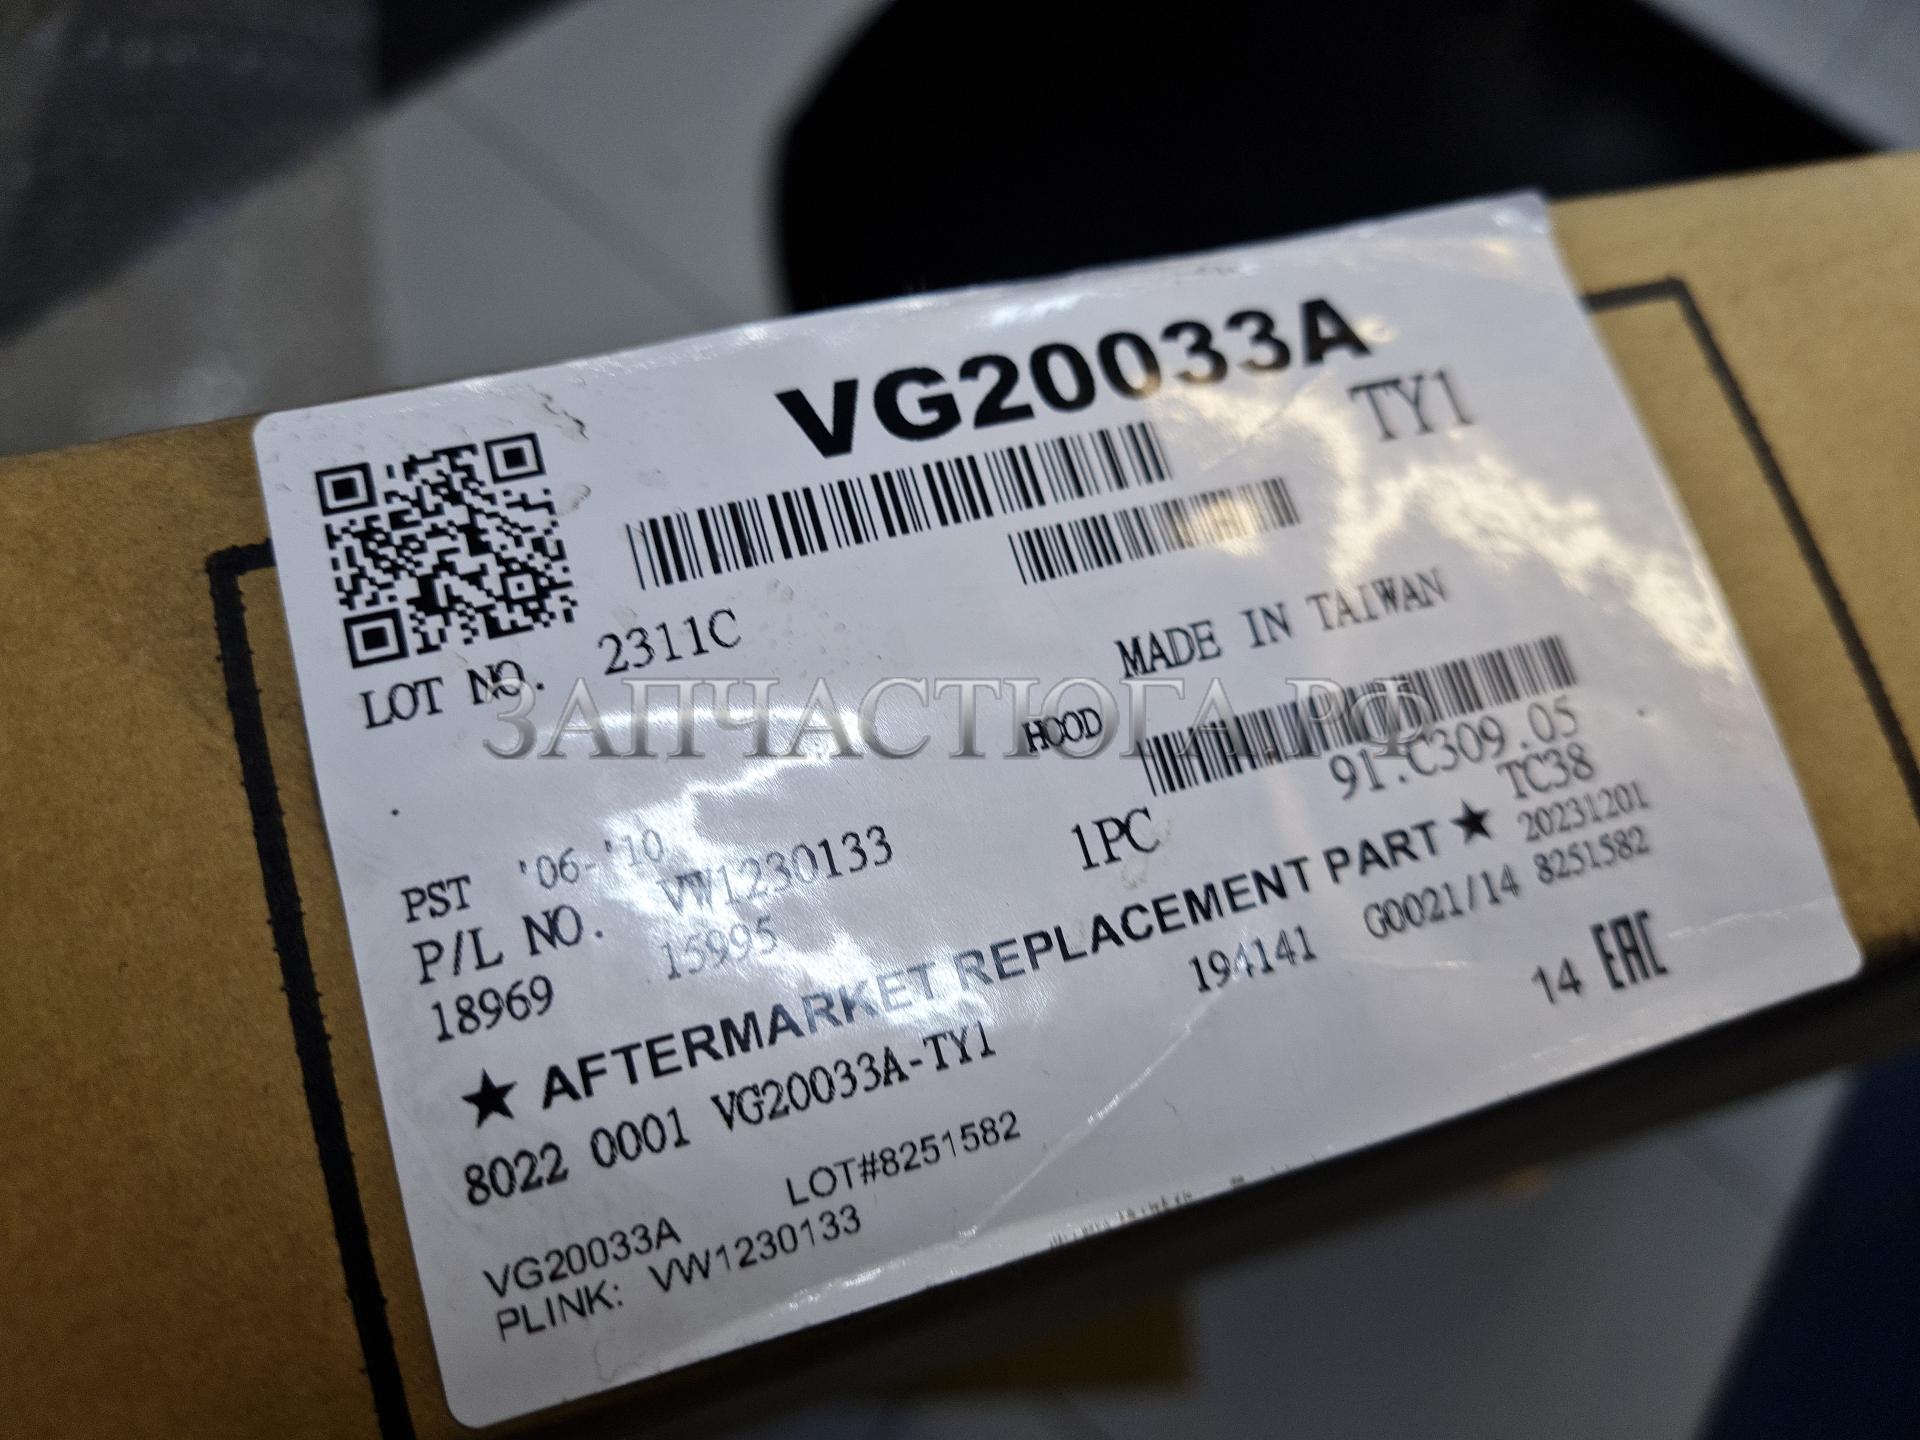 VG20033A
TY1
LOT NO. 2311C
MADE IN TAIWAN
ЗАПЧАСТЮГА.РФ
HOOD
91.C309.05
PST '06-'10
1PC
TC38
P/L NO. VW1230133
20231201
18969 15995
★ AFTERMARKET REPLACEMENT PART ★
194141 G0021/14 8251582
8022 0001 VG20033A-TY1
14 EAC
LOT#8251582
VG20033A
PLINK: VW1230133